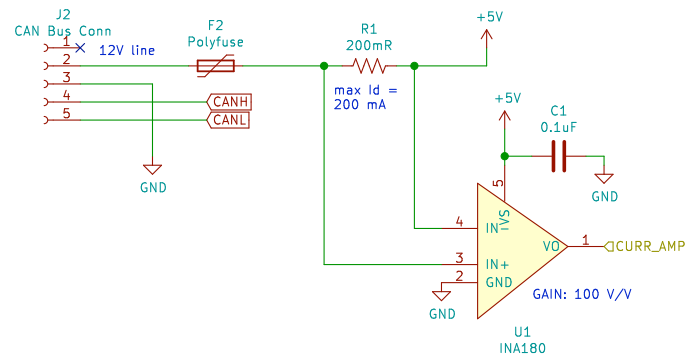 J2
CAN Bus Conn
1
12V line
2
3
4
5
CANH
CANL
GND
F2
Polyfuse
R1
200mR
max Id =
200 mA
+5V
+5V
C1
0.1uF
GND
5
VS
4
IN-
3
IN+
2
GND
GND
VO
1
CURR_AMP
GAIN: 100 V/V
U1
INA180